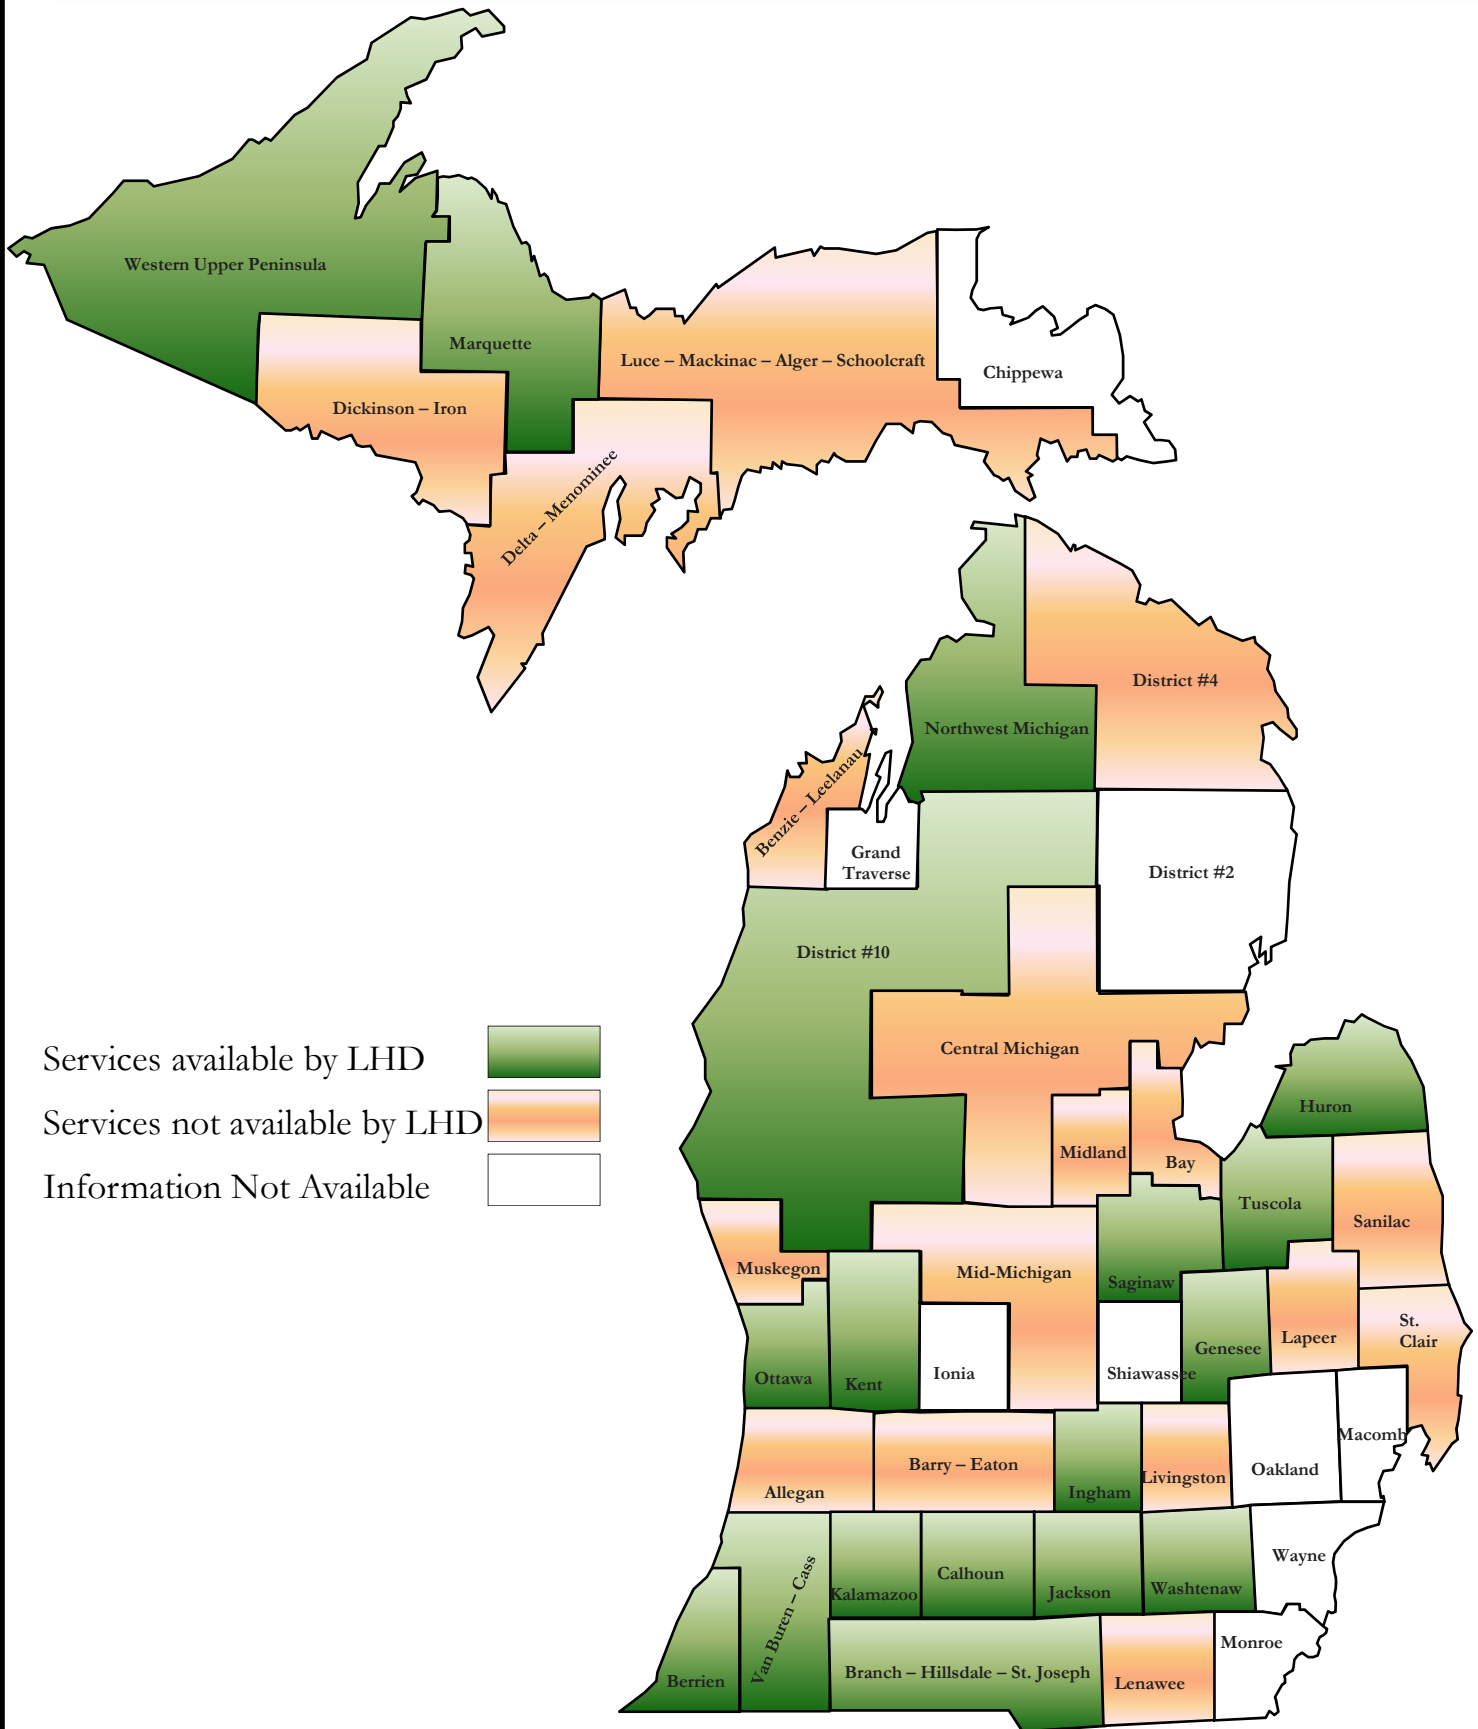 Western Upper Peninsula
Marquette
Luce – Mackinac – Alger – Schoolcraft
Chippewa
Dickinson – Iron
Delta – Menominee
District #4
Northwest Michigan
Benzie – Leelanau
Grand
Traverse
District #2
District #10
Central Michigan
Services available by LHD
Services not available by LHD
Information Not Available
Huron
Midland
Bay
Tuscola
Sanilac
Muskegon
Mid-Michigan
Saginaw
St.
Clair
Lapeer
Genesee
Ottawa
Kent
Ionia
Shiawassee
Macomb
Oakland
Barry – Eaton
Livingston
Allegan
Ingham
Wayne
Van Buren – Cass
Kalamazoo
Calhoun
Jackson
Washtenaw
Monroe
Berrien
Branch – Hillsdale – St. Joseph
Lenawee